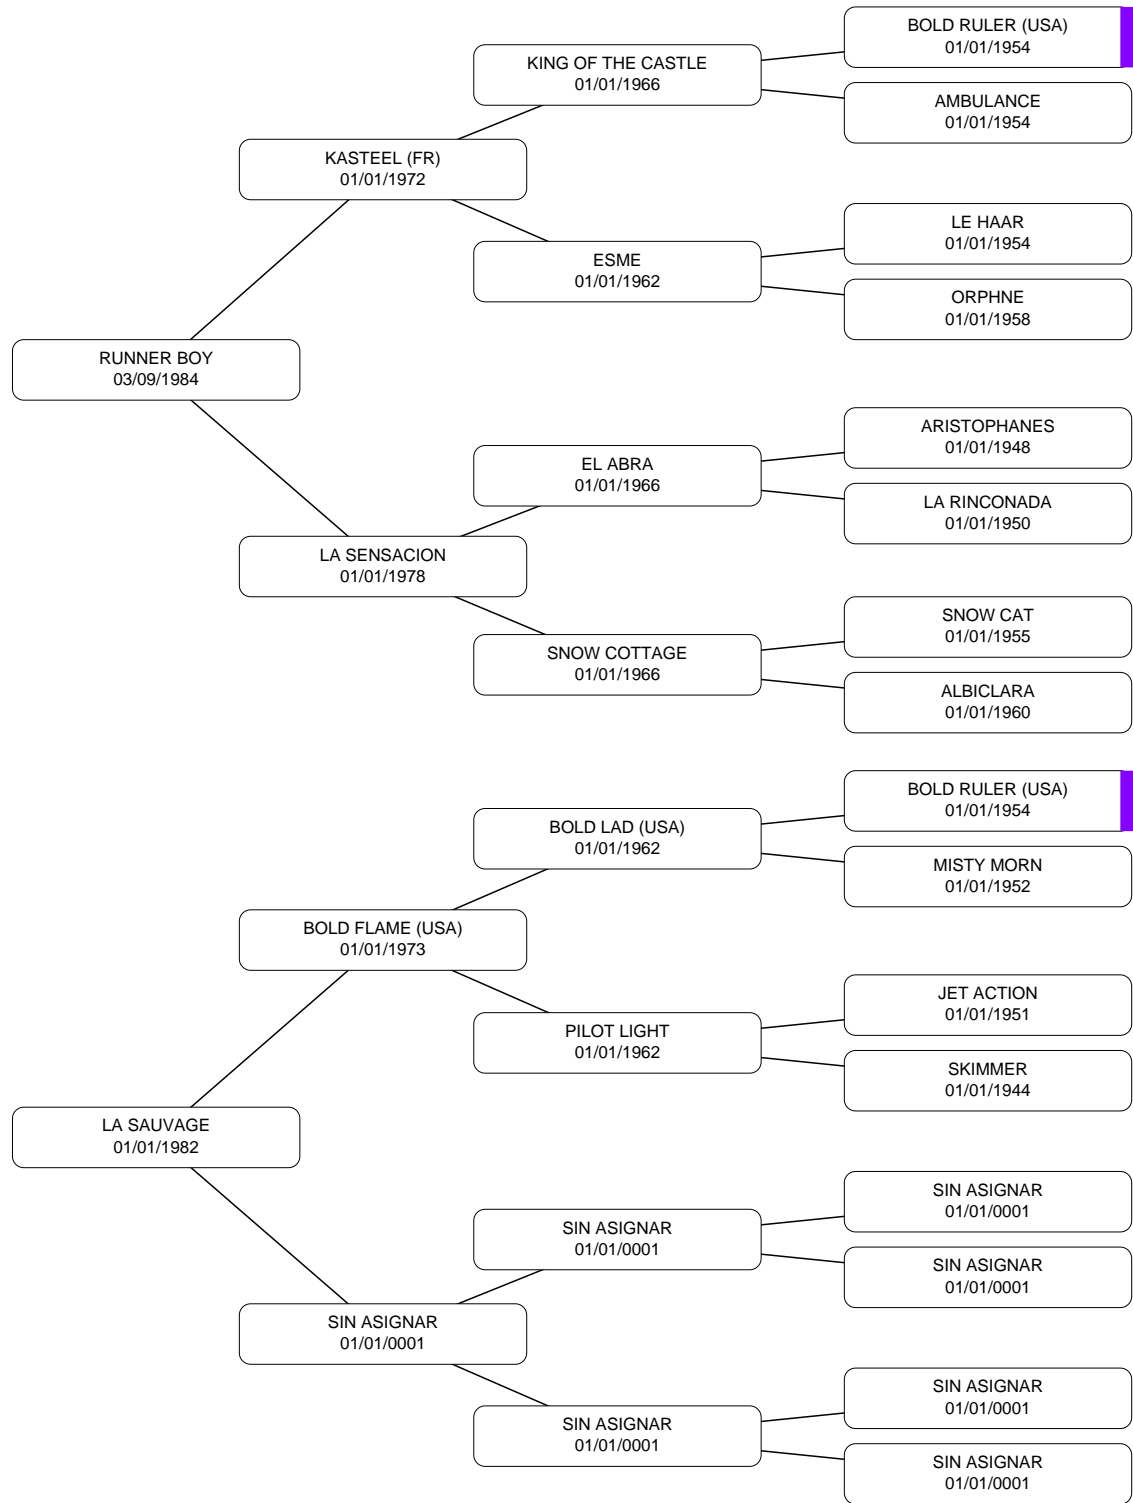 BOLD RULER (USA)
01/01/1954
KING OF THE CASTLE
01/01/1966
AMBULANCE
01/01/1954
KASTEEL (FR)
01/01/1972
LE HAAR
01/01/1954
ESME
01/01/1962
ORPHNE
01/01/1958
RUNNER BOY
03/09/1984
ARISTOPHANES
01/01/1948
EL ABRA
01/01/1966
LA RINCONADA
01/01/1950
LA SENSACION
01/01/1978
SNOW CAT
01/01/1955
SNOW COTTAGE
01/01/1966
ALBICLARA
01/01/1960
BOLD RULER (USA)
01/01/1954
BOLD LAD (USA)
01/01/1962
MISTY MORN
01/01/1952
BOLD FLAME (USA)
01/01/1973
JET ACTION
01/01/1951
PILOT LIGHT
01/01/1962
SKIMMER
01/01/1944
LA SAUVAGE
01/01/1982
SIN ASIGNAR
01/01/0001
SIN ASIGNAR
01/01/0001
SIN ASIGNAR
01/01/0001
SIN ASIGNAR
01/01/0001
SIN ASIGNAR
01/01/0001
SIN ASIGNAR
01/01/0001
SIN ASIGNAR
01/01/0001